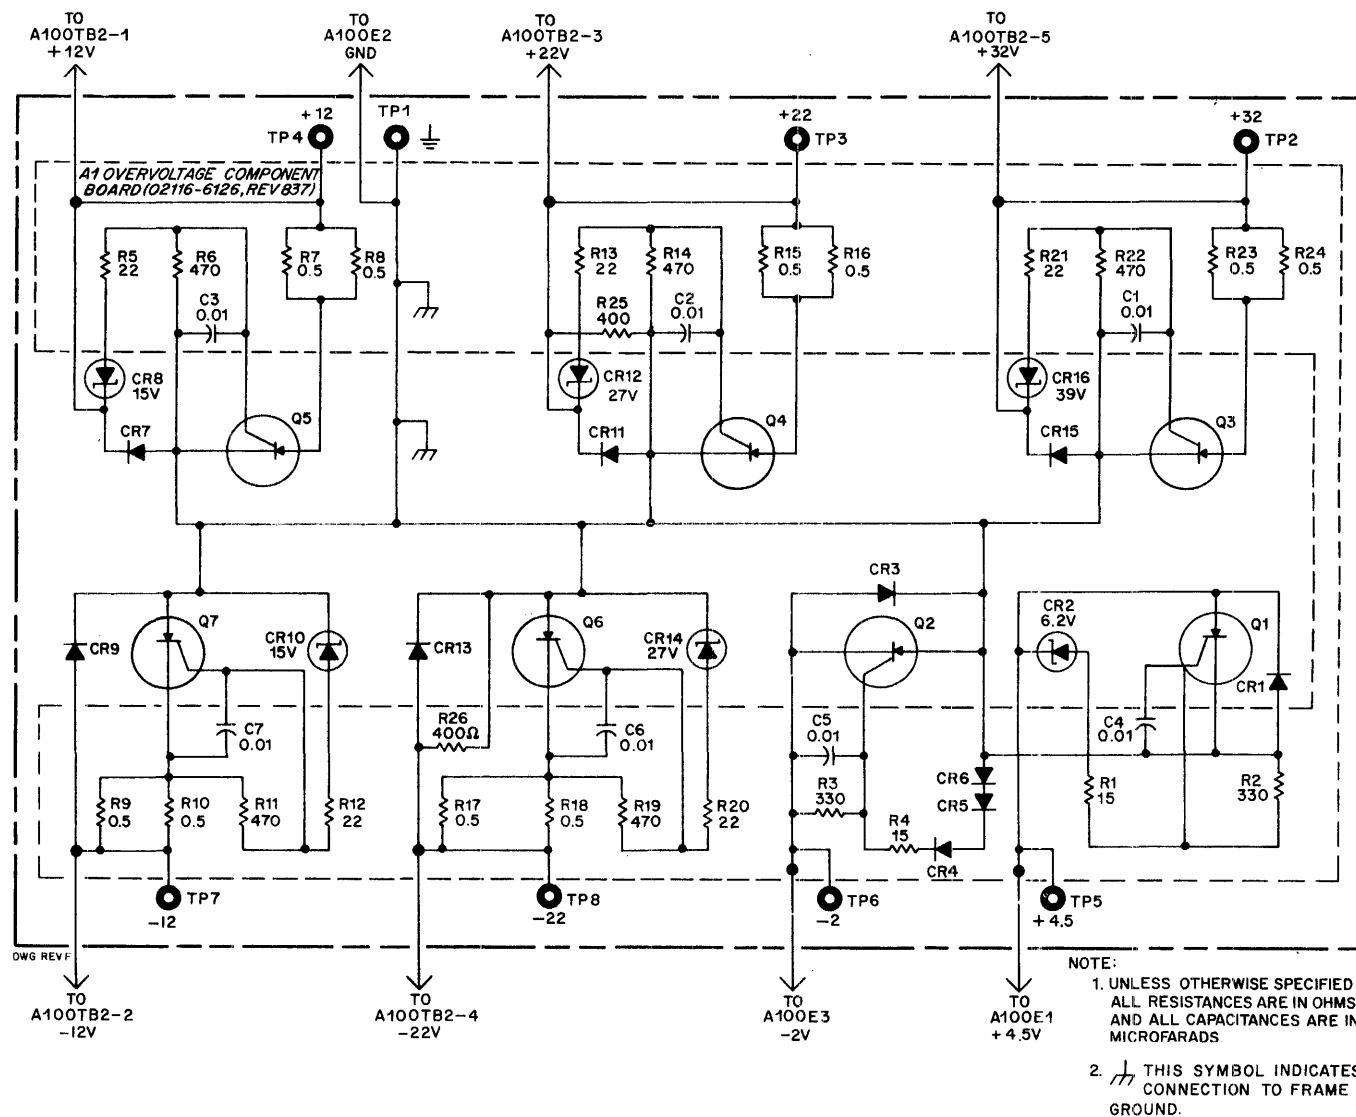 TO
A100TB2-1
+12V
TO
A100E2
GND
TO
A100TB2-3
+22V
TO
A100TB2-5
+32V
+12
TP4
TP1
+22
TP3
+32
TP2
A1 OVERVOLTAGE COMPONENT
BOARD (02116-6126, REV 837)
R5
22
R6
470
R7
0.5
R8
0.5
C3
0.01
R13
22
R14
470
R15
0.5
R16
0.5
R25
400
C2
0.01
R21
22
R22
470
R23
0.5
R24
0.5
C1
0.01
CR8
15V
CR7
Q5
CR12
27V
CR11
Q4
CR16
39V
CR15
Q3
CR9
Q7
CR10
15V
CR13
Q6
CR14
27V
CR3
Q2
CR2
6.2V
Q1
CR1
C7
0.01
R26
400Ω
C6
0.01
C5
0.01
C4
0.01
R9
0.5
R10
0.5
R11
470
R12
22
R17
0.5
R18
0.5
R19
470
R20
22
R3
330
R4
15
CR6
CR5
CR4
R1
15
R2
330
TP7
-12
TP8
-22
TP6
-2
TP5
+4.5
DWG REV F
TO
A100TB2-2
-12V
TO
A100TB2-4
-22V
TO
A100E3
-2V
TO
A100E1
+4.5V
NOTE:
1. UNLESS OTHERWISE SPECIFIED
ALL RESISTANCES ARE IN OHMS
AND ALL CAPACITANCES ARE IN
MICROFARADS.
2. THIS SYMBOL INDICATES
CONNECTION TO FRAME
GROUND.